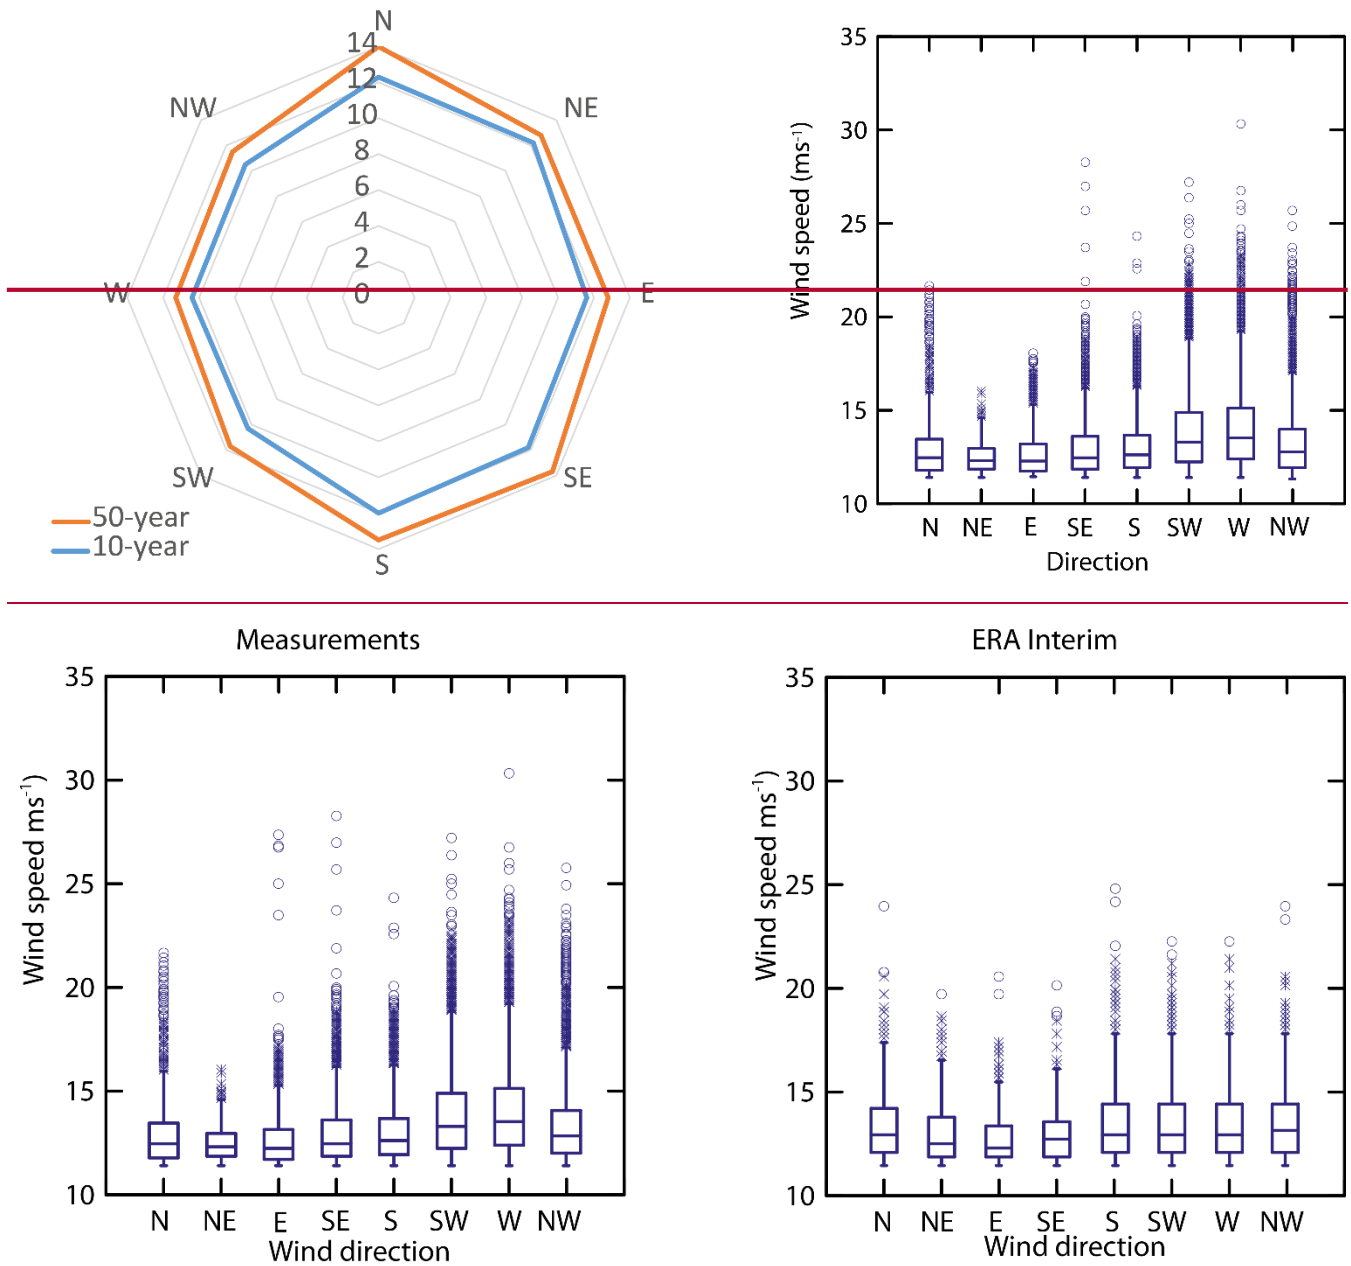 N
14
12
10
8
6
4
2
0
NW
NE
W
E
SW
SE
S
50-year
10-year
35
30
25
20
15
10
Wind speed (ms⁻¹)
N NE E SE S SW W NW
Direction
Measurements
35
30
25
20
15
10
Wind speed ms⁻¹
N NE E SE S SW W NW
Wind direction
ERA Interim
35
30
25
20
15
10
Wind speed ms⁻¹
N NE E SE S SW W NW
Wind direction